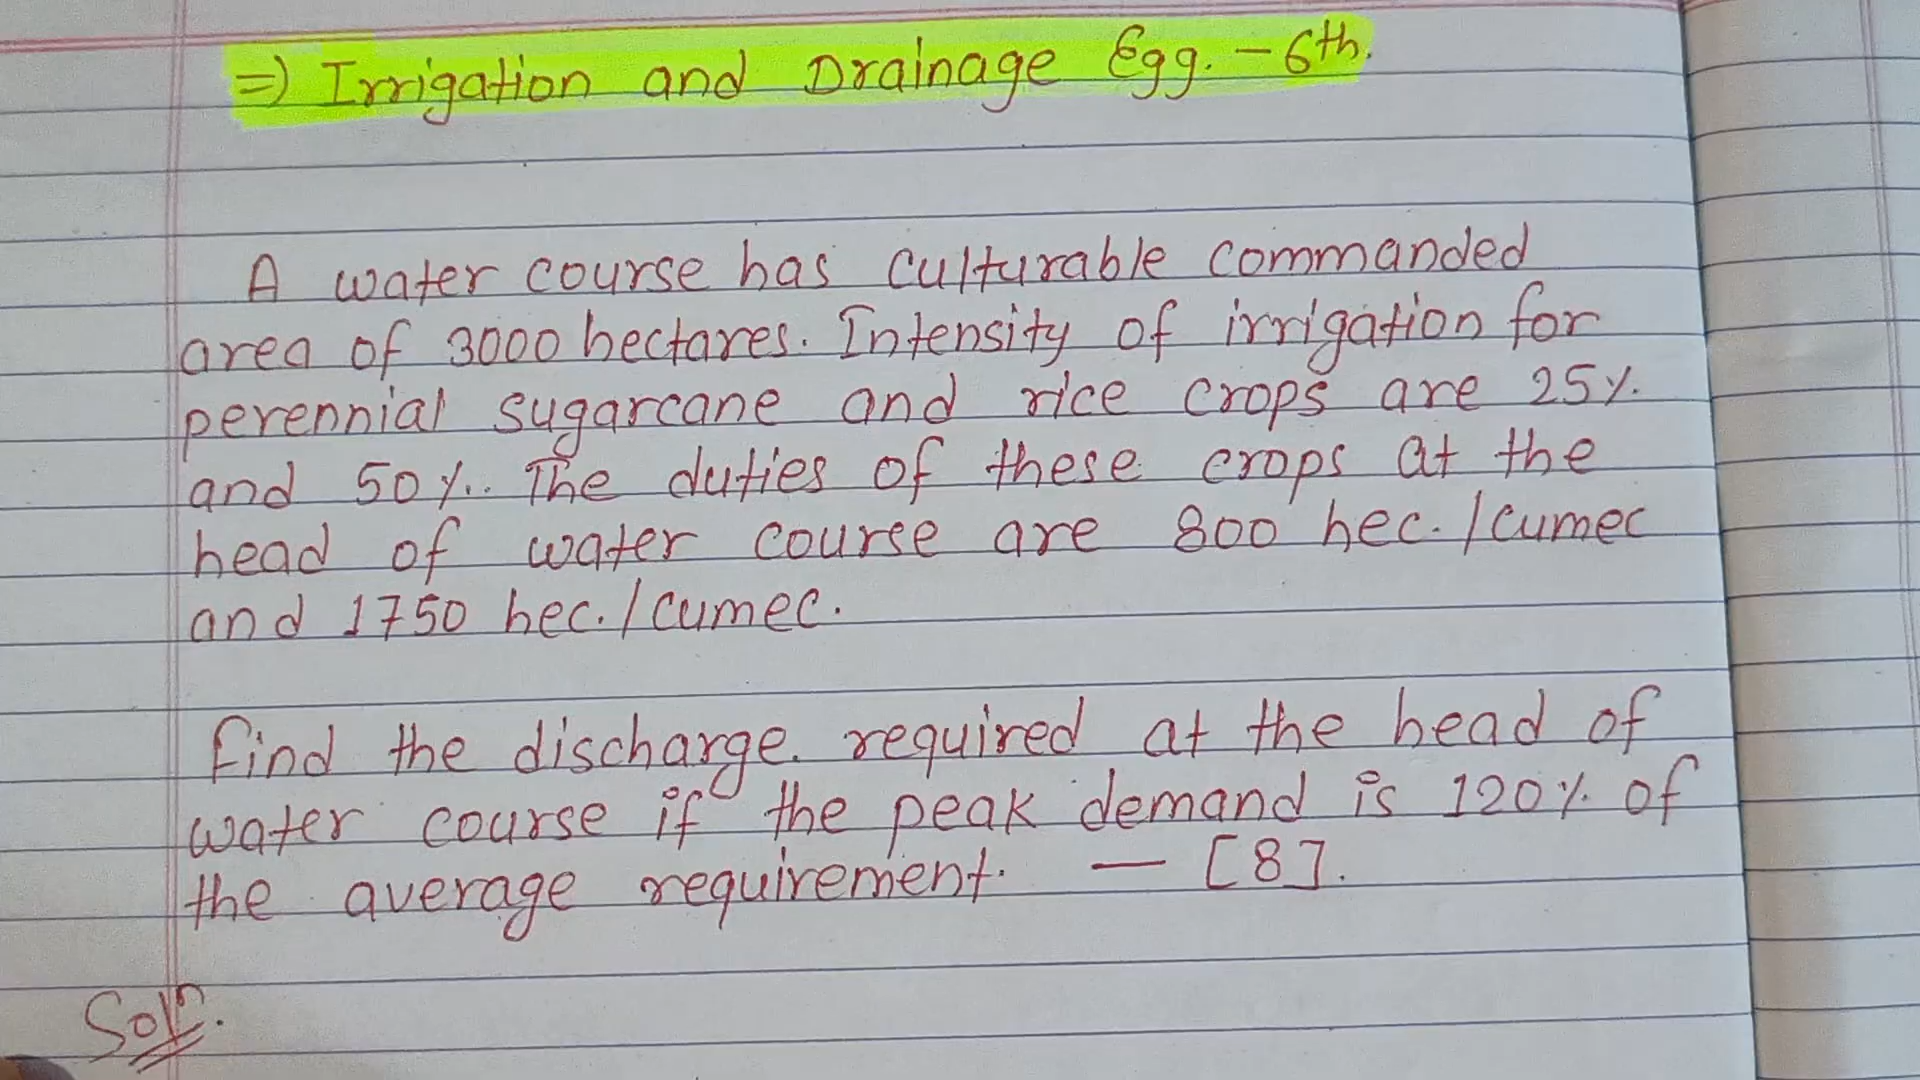 => Irrigation and Drainage Egg. - 6th.
A water course has culturable commanded
area of 3000 hectares. Intensity of irrigation for
perennial sugarcane and rice crops are 25%.
and 50%. The duties of these crops at the
head of water course are 800 hec./cumec
and 1750 hec./cumec.
find the discharge required at the head of
water course if the peak demand is 120% of
the average requirement. — [8].
Soln.